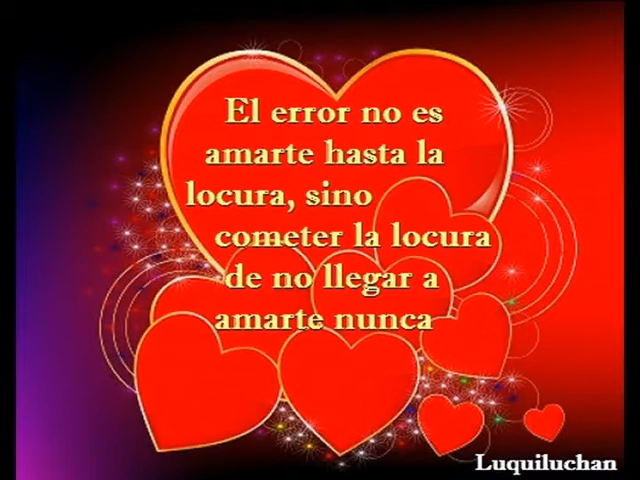 El error no es
amarte hasta la
locura, sino
cometer la locura
de no llegar a
amarte nunca
Luquiluchan